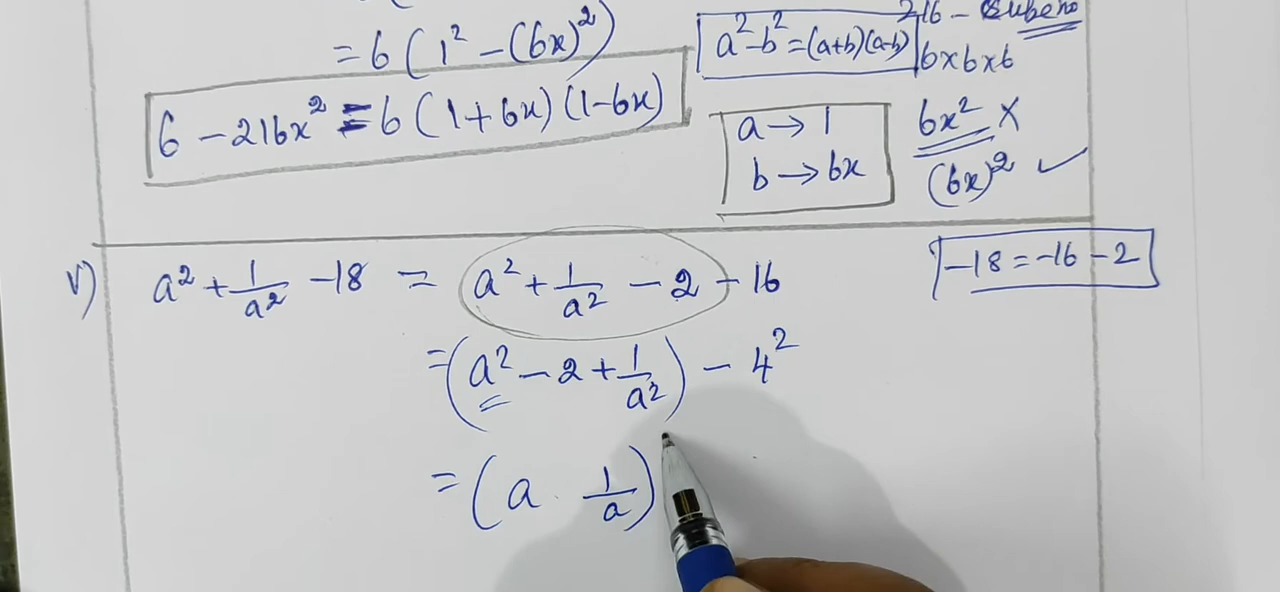 = 6 ( 1² - (6x)² )
a² - b² = (a+b)(a-b)
216 -
6×6×6
6 - 216x² = 6 (1+6x) (1-6x)
a → 1
b → 6x
6x² ✗
(6x)² ✓
v) a² + 1/a² - 18 = a² + 1/a² - 2 - 16
-18 = -16 - 2
= (a² - 2 + 1/a²) - 4²
= (a 1/a)